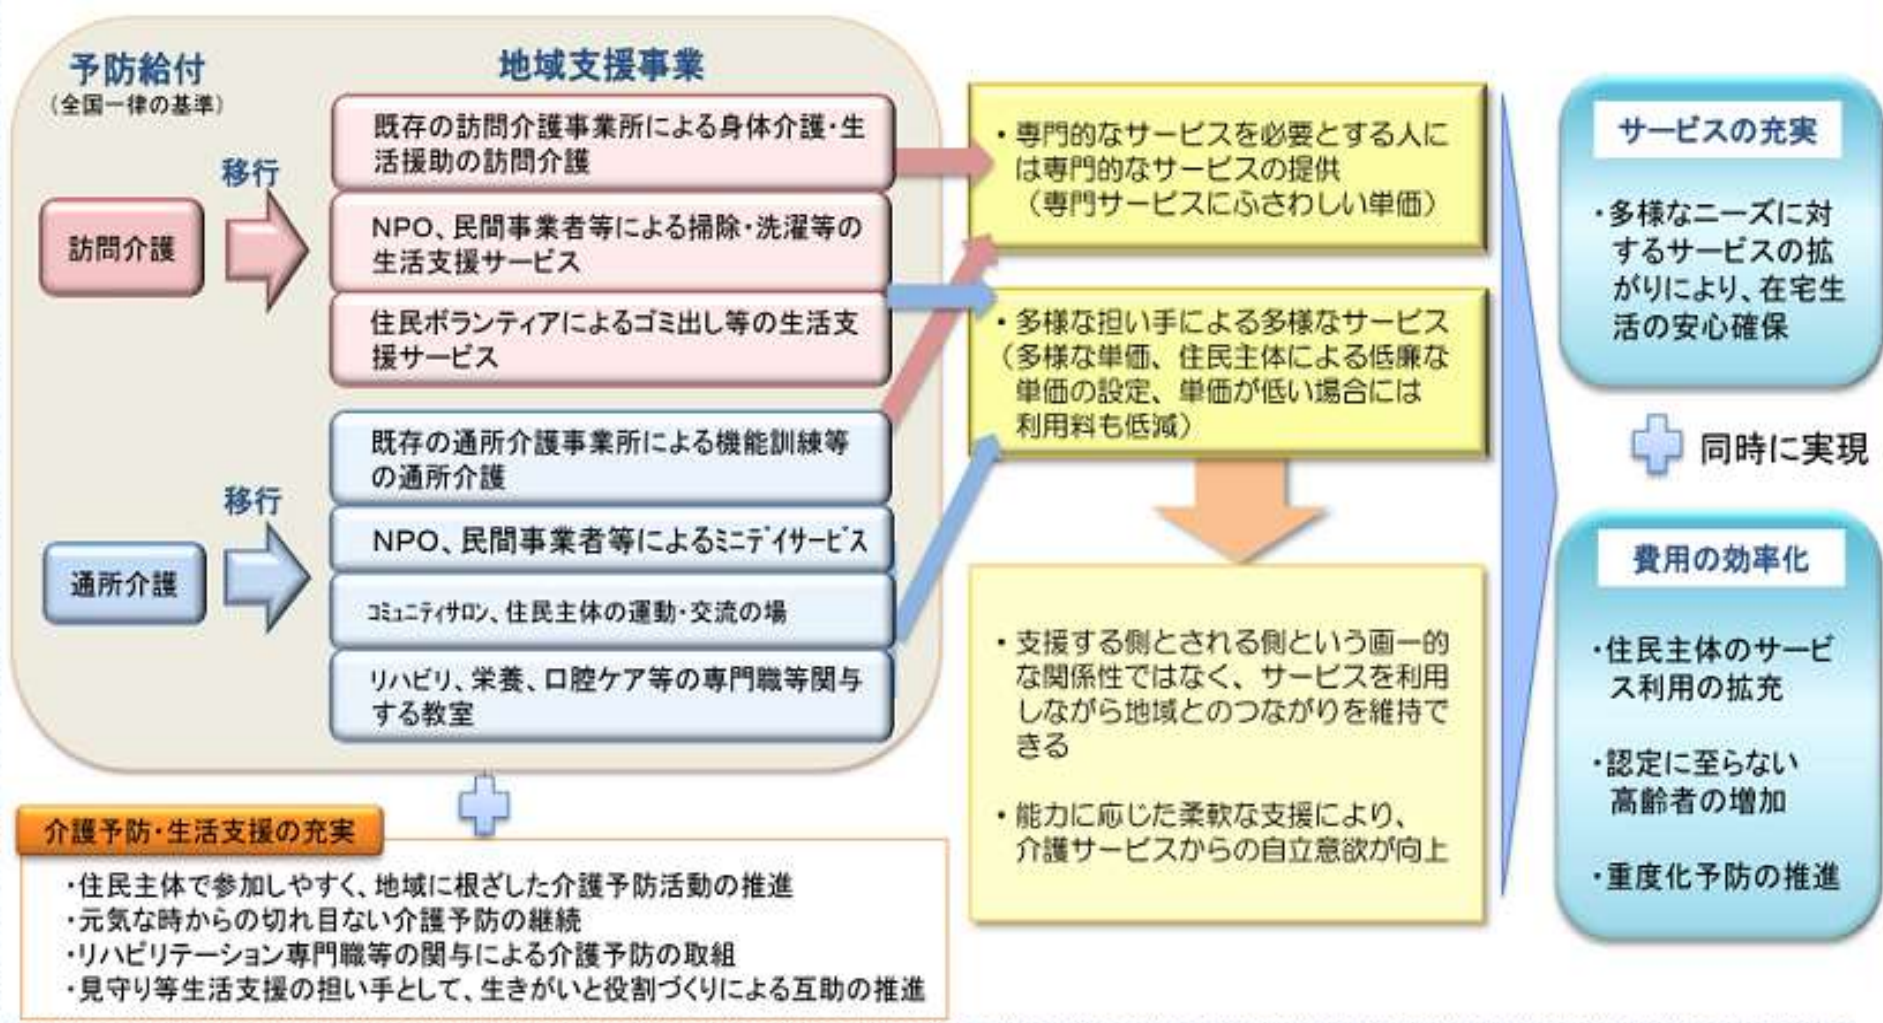 予防給付
(全国一律の基準)
地域支援事業
移行
訪問介護
既存の訪問介護事業所による身体介護・生
活援助の訪問介護
NPO、民間事業者等による掃除・洗濯等の
生活支援サービス
住民ボランティアによるゴミ出し等の生活支
援サービス
移行
通所介護
既存の通所介護事業所による機能訓練等
の通所介護
NPO、民間事業者等によるﾐﾆﾃﾞｲｻｰﾋﾞｽ
ｺﾐｭﾆﾃｨｻﾛﾝ、住民主体の運動・交流の場
リハビリ、栄養、口腔ケア等の専門職等関与
する教室
介護予防・生活支援の充実
・住民主体で参加しやすく、地域に根ざした介護予防活動の推進
・元気な時からの切れ目ない介護予防の継続
・リハビリテーション専門職等の関与による介護予防の取組
・見守り等生活支援の担い手として、生きがいと役割づくりによる互助の推進
・専門的なサービスを必要とする人に
は専門的なサービスの提供
（専門サービスにふさわしい単価）
・多様な担い手による多様なサービス
（多様な単価、住民主体による低廉な
単価の設定、単価が低い場合には
利用料も低減）
・支援する側とされる側という画一的
な関係性ではなく、サービスを利用
しながら地域とのつながりを維持で
きる
・能力に応じた柔軟な支援により、
介護サービスからの自立意欲が向上
サービスの充実
・多様なニーズに対
するサービスの拡
がりにより、在宅生
活の安心確保
同時に実現
費用の効率化
・住民主体のサービ
ス利用の拡充
・認定に至らない
高齢者の増加
・重度化予防の推進